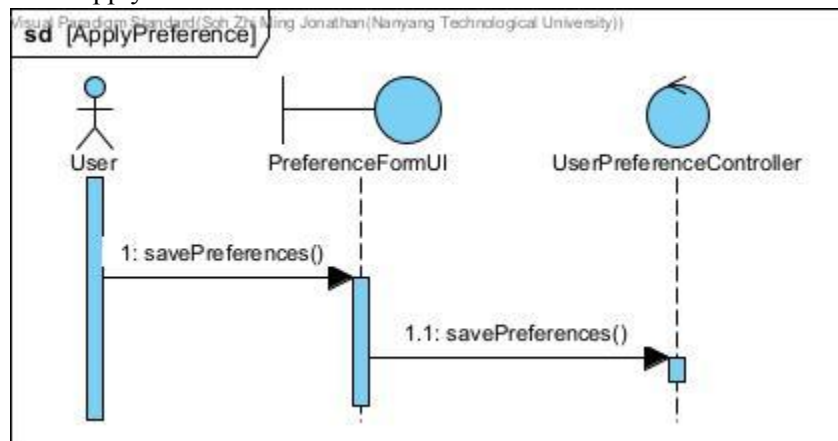 Visual Paradigm Standard(Soh Zhi Ming Jonathan(Nanyang Technological University))
sd [ApplyPreference]
User
PreferenceFormUI
UserPreferenceController
1: savePreferences()
1.1: savePreferences()